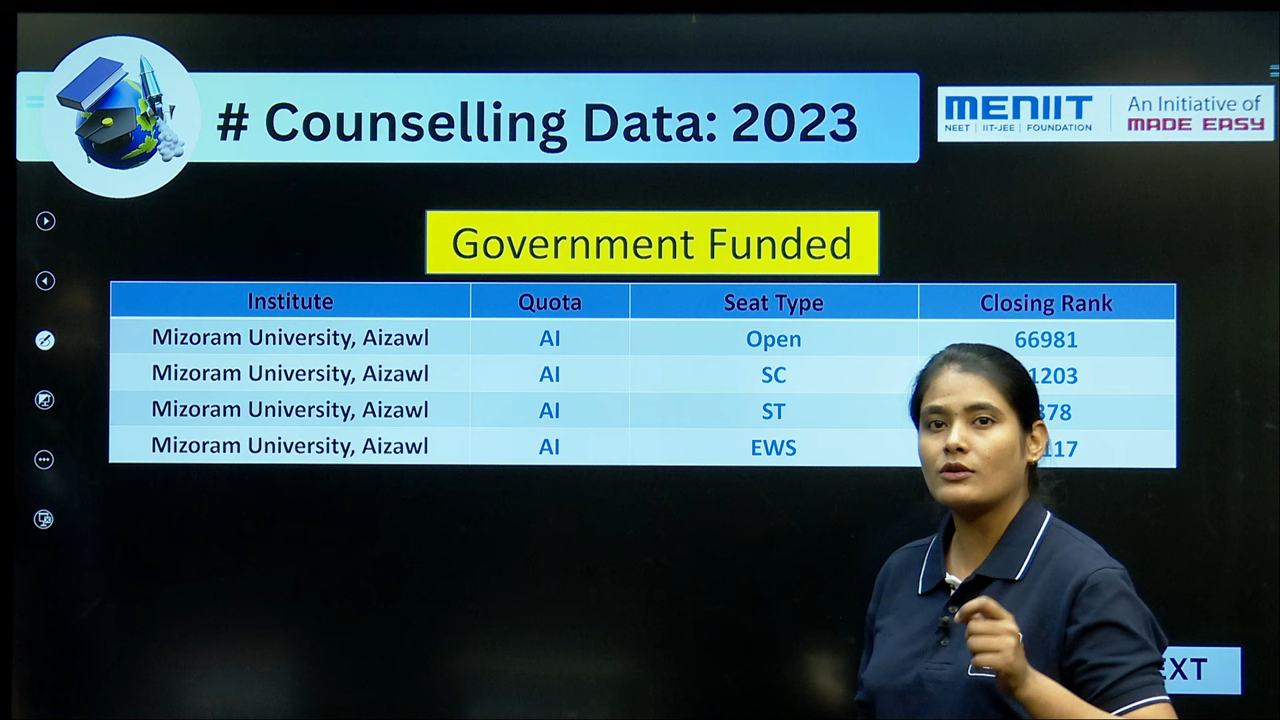 # Counselling Data: 2023
MENIIT
NEET | IIT-JEE | FOUNDATION
An Initiative of
MADE EASY
Government Funded
Institute Quota Seat Type Closing Rank
Mizoram University, Aizawl AI Open 66981
Mizoram University, Aizawl AI SC
Mizoram University, Aizawl AI ST
Mizoram University, Aizawl AI EWS